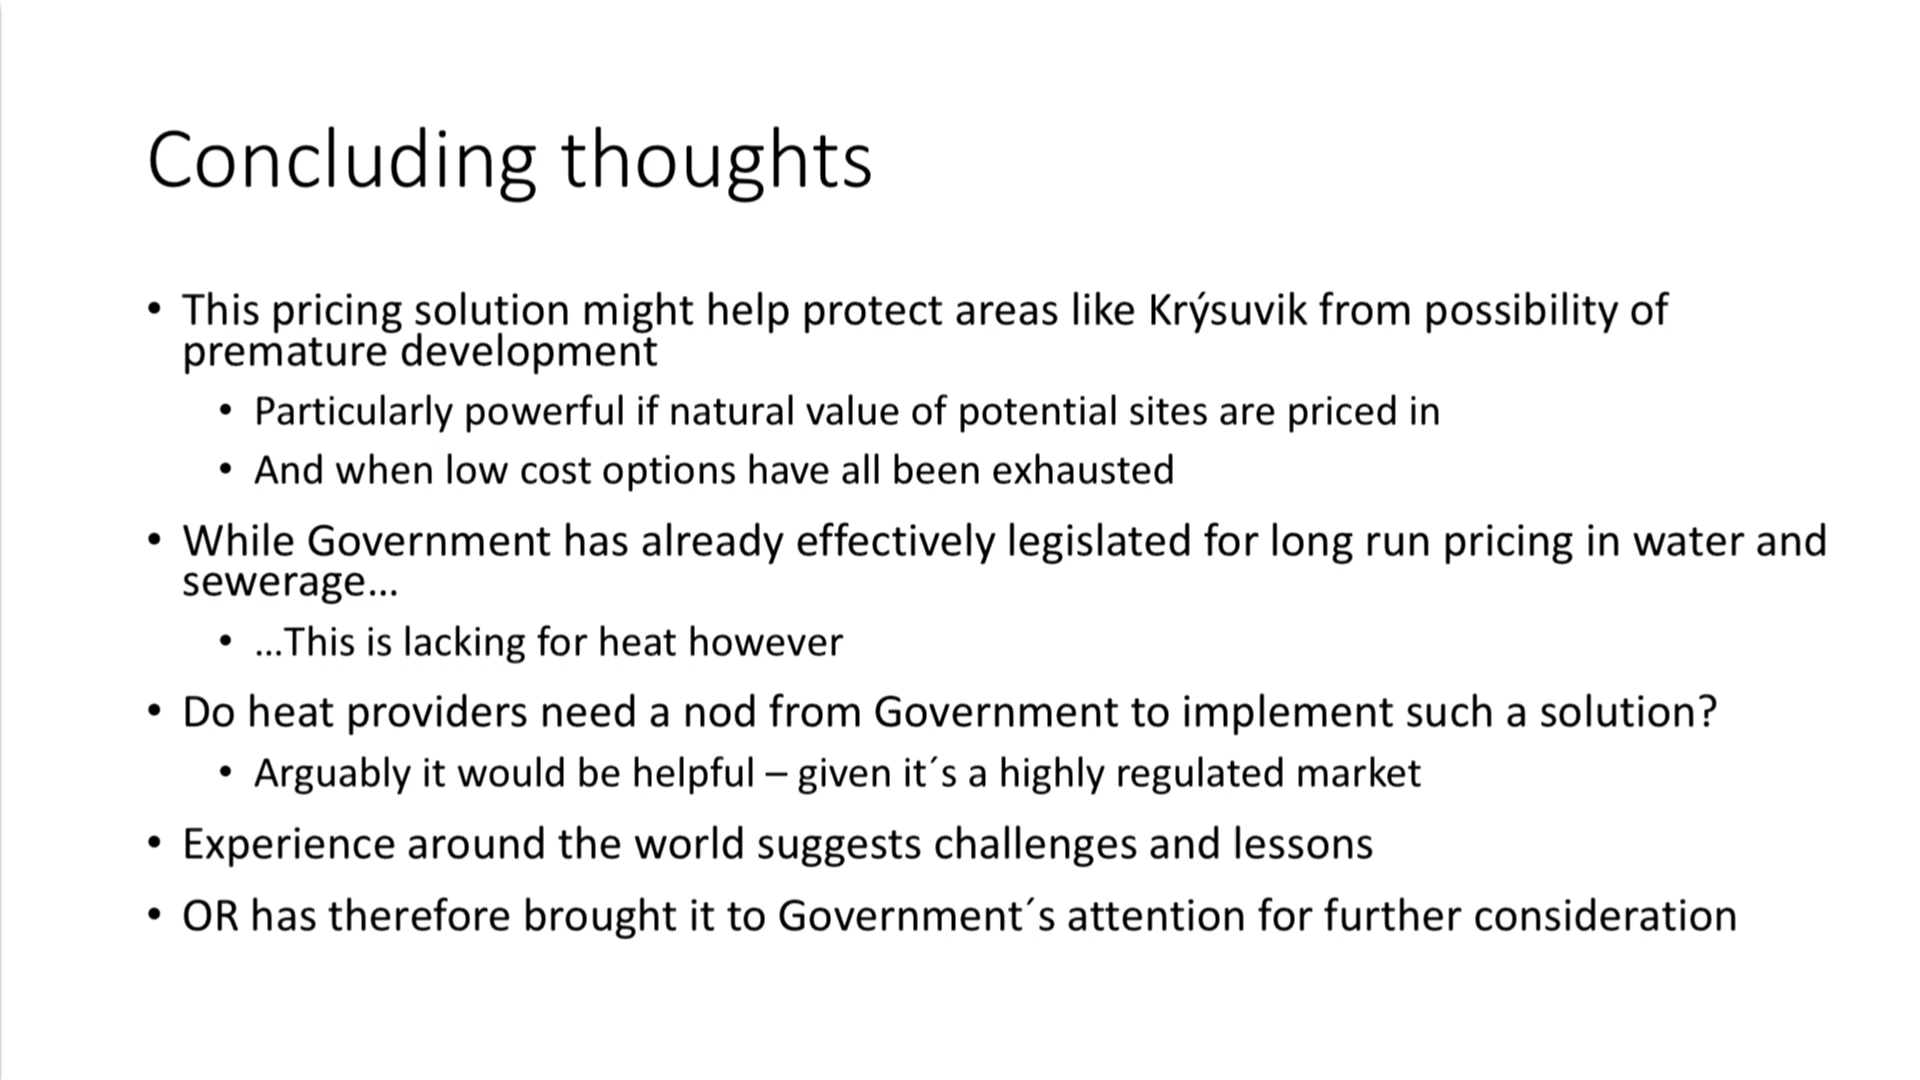 Concluding thoughts
• This pricing solution might help protect areas like Krýsuvik from possibility of
premature development
• Particularly powerful if natural value of potential sites are priced in
• And when low cost options have all been exhausted
• While Government has already effectively legislated for long run pricing in water and
sewerage...
• ...This is lacking for heat however
• Do heat providers need a nod from Government to implement such a solution?
• Arguably it would be helpful – given it´s a highly regulated market
• Experience around the world suggests challenges and lessons
• OR has therefore brought it to Government´s attention for further consideration